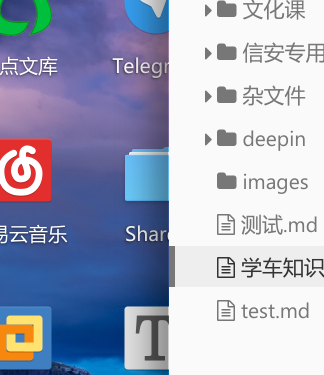 点文库
Telegr
易云音乐
Share
T
文化课
信安专用
杂文件
deepin
images
测试.md
学车知识
test.md